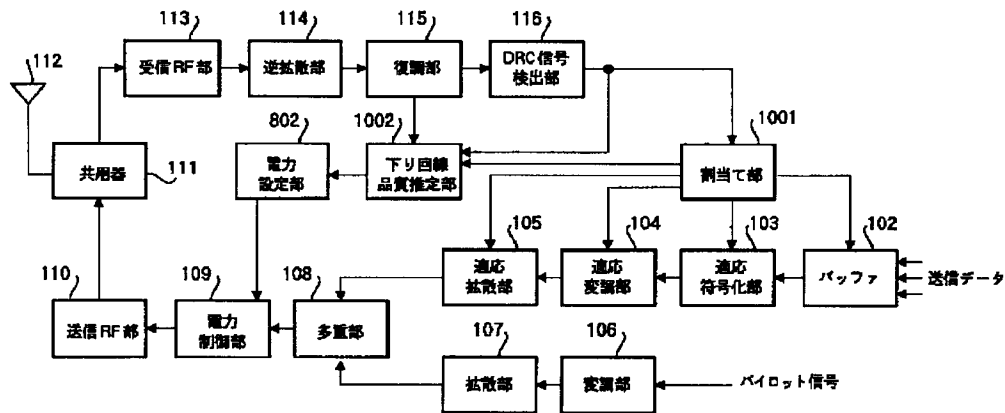 113
114
115
116
112
受信RF部
逆拡散部
復調部
DRC信号
検出部
802
1002
1001
共用器
111
電力
設定部
下り回線
品質推定部
割当て部
105
104
103
102
110
109
108
適応
拡散部
適応
変調部
適応
符号化部
バッファ
送信データ
送信RF部
電力
制御部
多重部
107
106
拡散部
変調部
パイロット信号